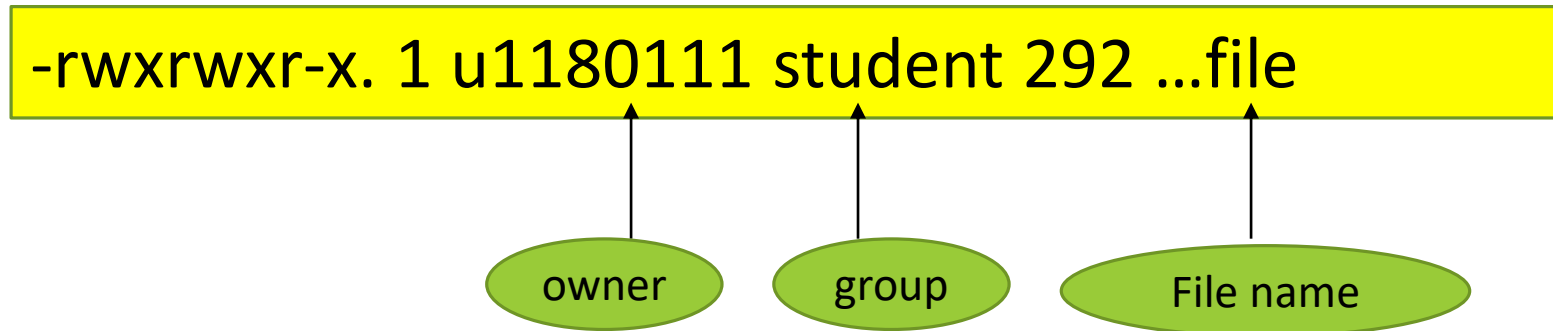 -rwxrwxr-x. 1 u1180111 student 292 …file
owner group File name